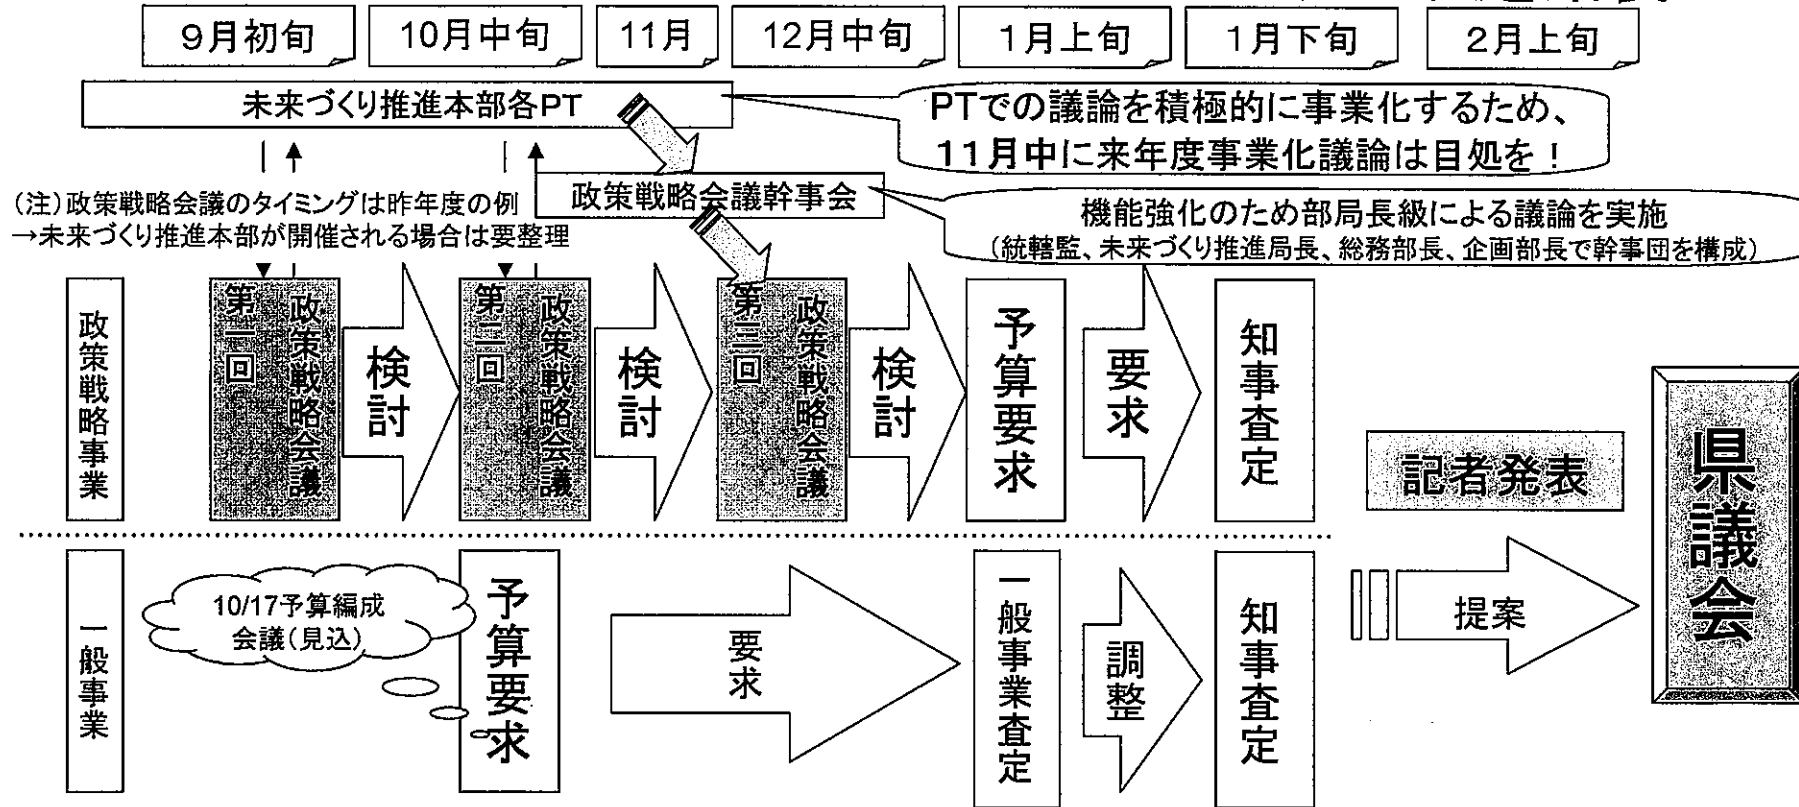 9月初旬
10月中旬
11月
12月中旬
1月上旬
1月下旬
2月上旬
未来づくり推進本部各PT
PTでの議論を積極的に事業化するため、
11月中に来年度事業化議論は目処を！
政策戦略会議幹事会
機能強化のため部局長級による議論を実施
(統轄監、未来づくり推進局長、総務部長、企画部長で幹事団を構成)
(注)政策戦略会議のタイミングは昨年度の例
→未来づくり推進本部が開催される場合は要整理
政策戦略事業
政策戦略会議
第一回
検討
政策戦略会議
第二回
検討
政策戦略会議
第三回
検討
予算要求
要求
知事査定
記者発表
県議会
一般事業
10/17予算編成
会議(見込)
予算要求
要求
一般事業査定
調整
知事査定
提案